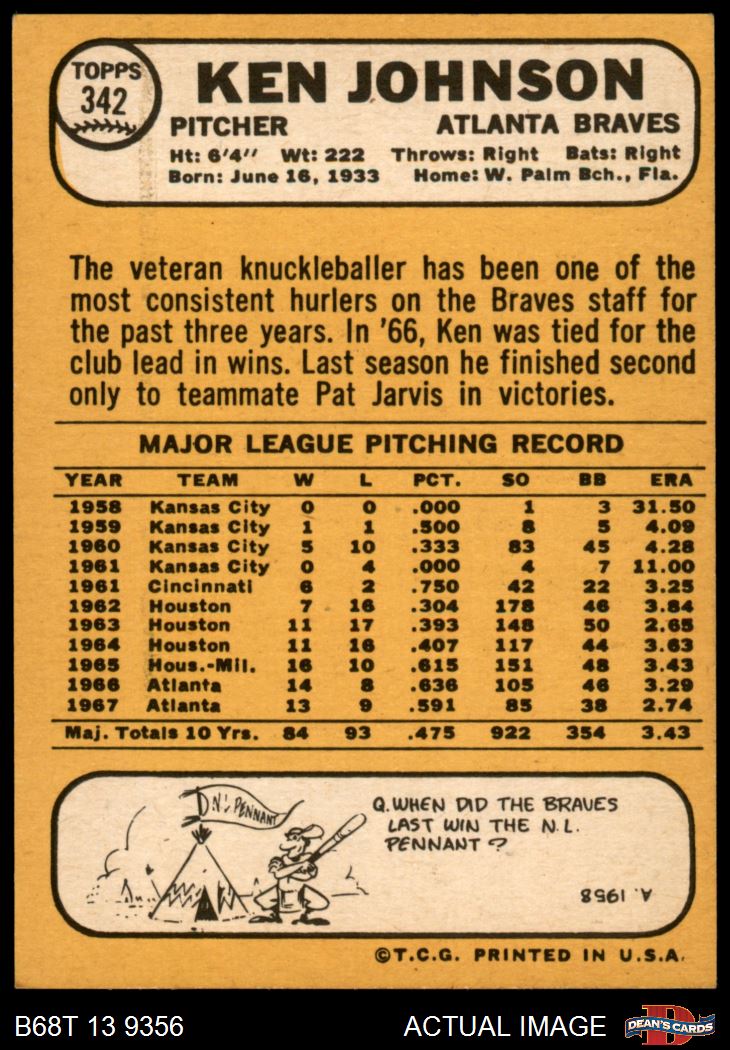 TOPPS
342
KEN JOHNSON
PITCHER ATLANTA BRAVES
Ht: 6'4" Wt: 222 Throws: Right Bats: Right
Born: June 16, 1933 Home: W. Palm Bch., Fla.
The veteran knuckleballer has been one of the
most consistent hurlers on the Braves staff for
the past three years. In '66, Ken was tied for the
club lead in wins. Last season he finished second
only to teammate Pat Jarvis in victories.
MAJOR LEAGUE PITCHING RECORD
YEAR TEAM W L PCT. SO BB ERA
1958 Kansas City 0 0 .000 1 3 31.50
1959 Kansas City 1 1 .500 8 5 4.09
1960 Kansas City 5 10 .333 83 45 4.28
1961 Kansas City 0 4 .000 4 7 11.00
1961 Cincinnati 6 2 .750 42 22 3.25
1962 Houston 7 16 .304 178 46 3.84
1963 Houston 11 17 .393 148 50 2.65
1964 Houston 11 16 .407 117 44 3.63
1965 Hous.-Mil. 16 10 .615 151 48 3.43
1966 Atlanta 14 8 .636 105 46 3.29
1967 Atlanta 13 9 .591 85 38 2.74
Maj. Totals 10 Yrs. 84 93 .475 922 354 3.43
N.L. PENNANT
Q. WHEN DID THE BRAVES
LAST WIN THE N.L.
PENNANT?
A. 1958
©T.C.G. PRINTED IN U.S.A.
B68T 13 9356 ACTUAL IMAGE
D
DEAN'S CARDS